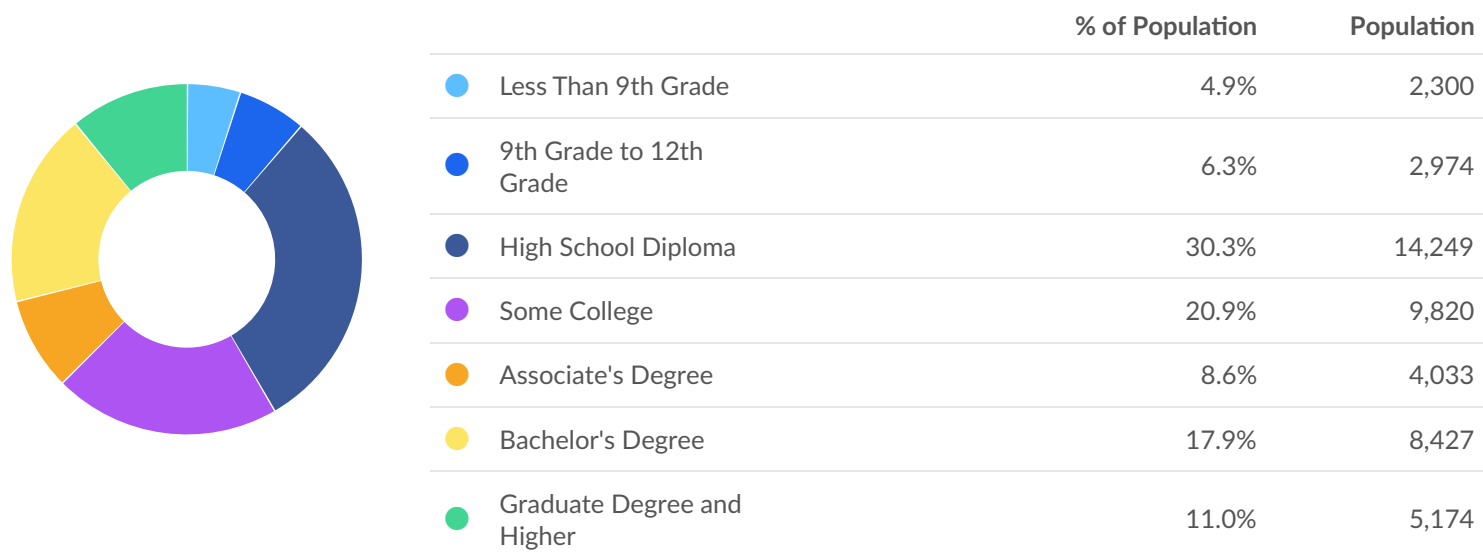 % of Population Population
Less Than 9th Grade 4.9% 2,300
9th Grade to 12th
Grade 6.3% 2,974
High School Diploma 30.3% 14,249
Some College 20.9% 9,820
Associate's Degree 8.6% 4,033
Bachelor's Degree 17.9% 8,427
Graduate Degree and
Higher 11.0% 5,174